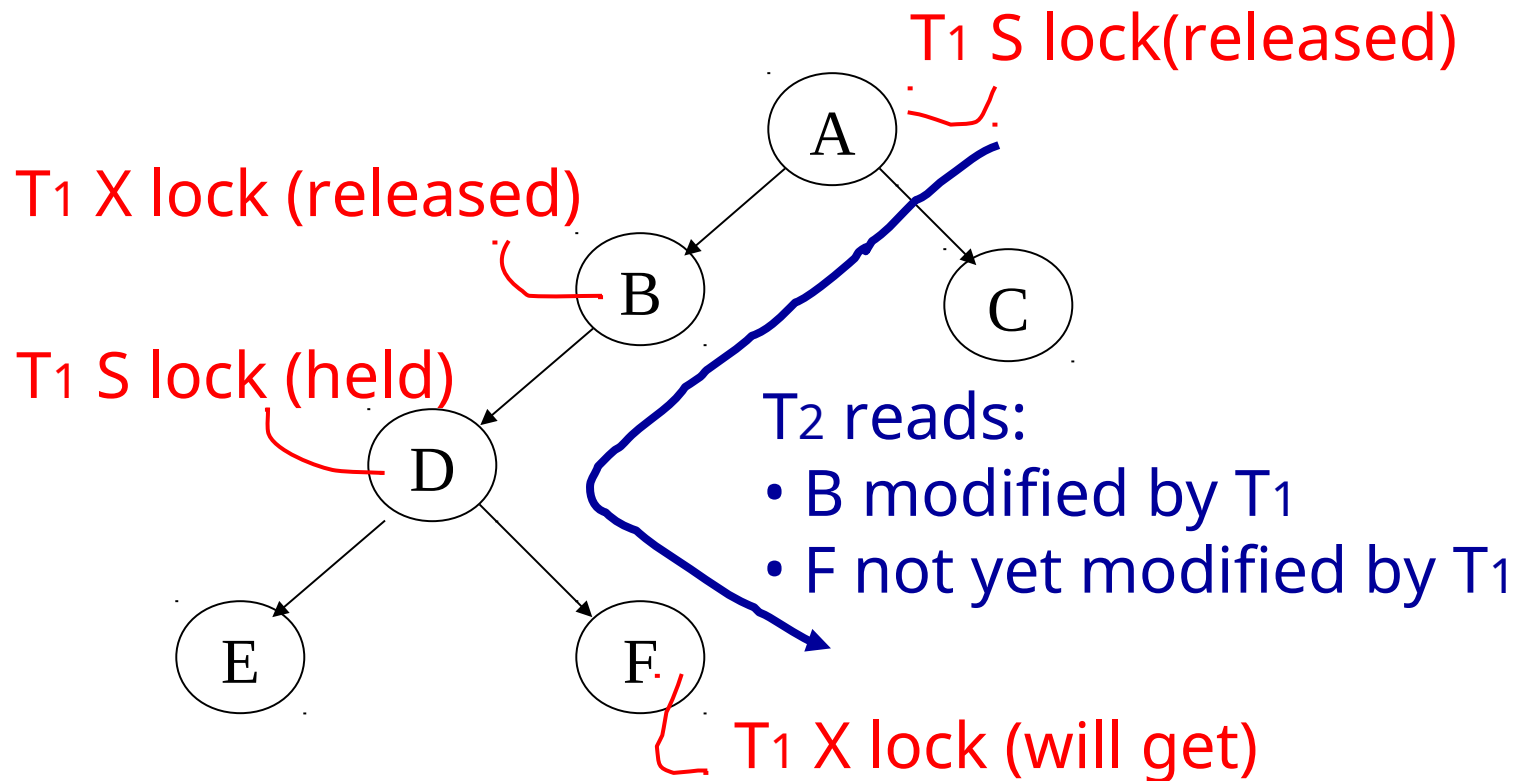 T1 S lock(released)
A
T1 X lock (released)
B
C
T1 S lock (held)
D
T2 reads:
• B modified by T1
• F not yet modified by T1
E
F
T1 X lock (will get)